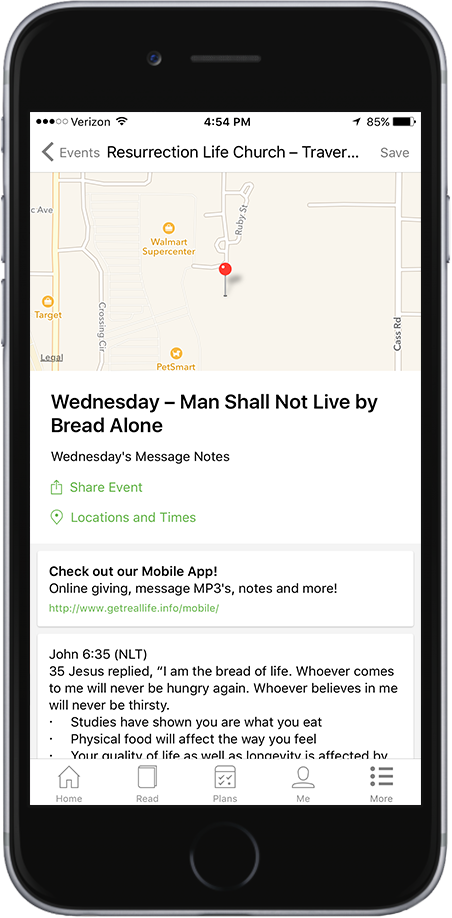 Verizon
4:54 PM
85%
Events
Resurrection Life Church – Traver...
Save
c Ave
Ruby St
Walmart
Supercenter
Target
Crossing Cir
Cass Rd
PetSmart
Legal
Wednesday – Man Shall Not Live by
Bread Alone
Wednesday's Message Notes
Share Event
Locations and Times
Check out our Mobile App!
Online giving, message MP3's, notes and more!
http://www.getreallife.info/mobile/
John 6:35 (NLT)
35 Jesus replied, “I am the bread of life. Whoever comes
to me will never be hungry again. Whoever believes in me
will never be thirsty.
· Studies have shown you are what you eat
· Physical food will affect the way you feel
· Your quality of life as well as longevity is affected by
Home
Read
Plans
Me
More